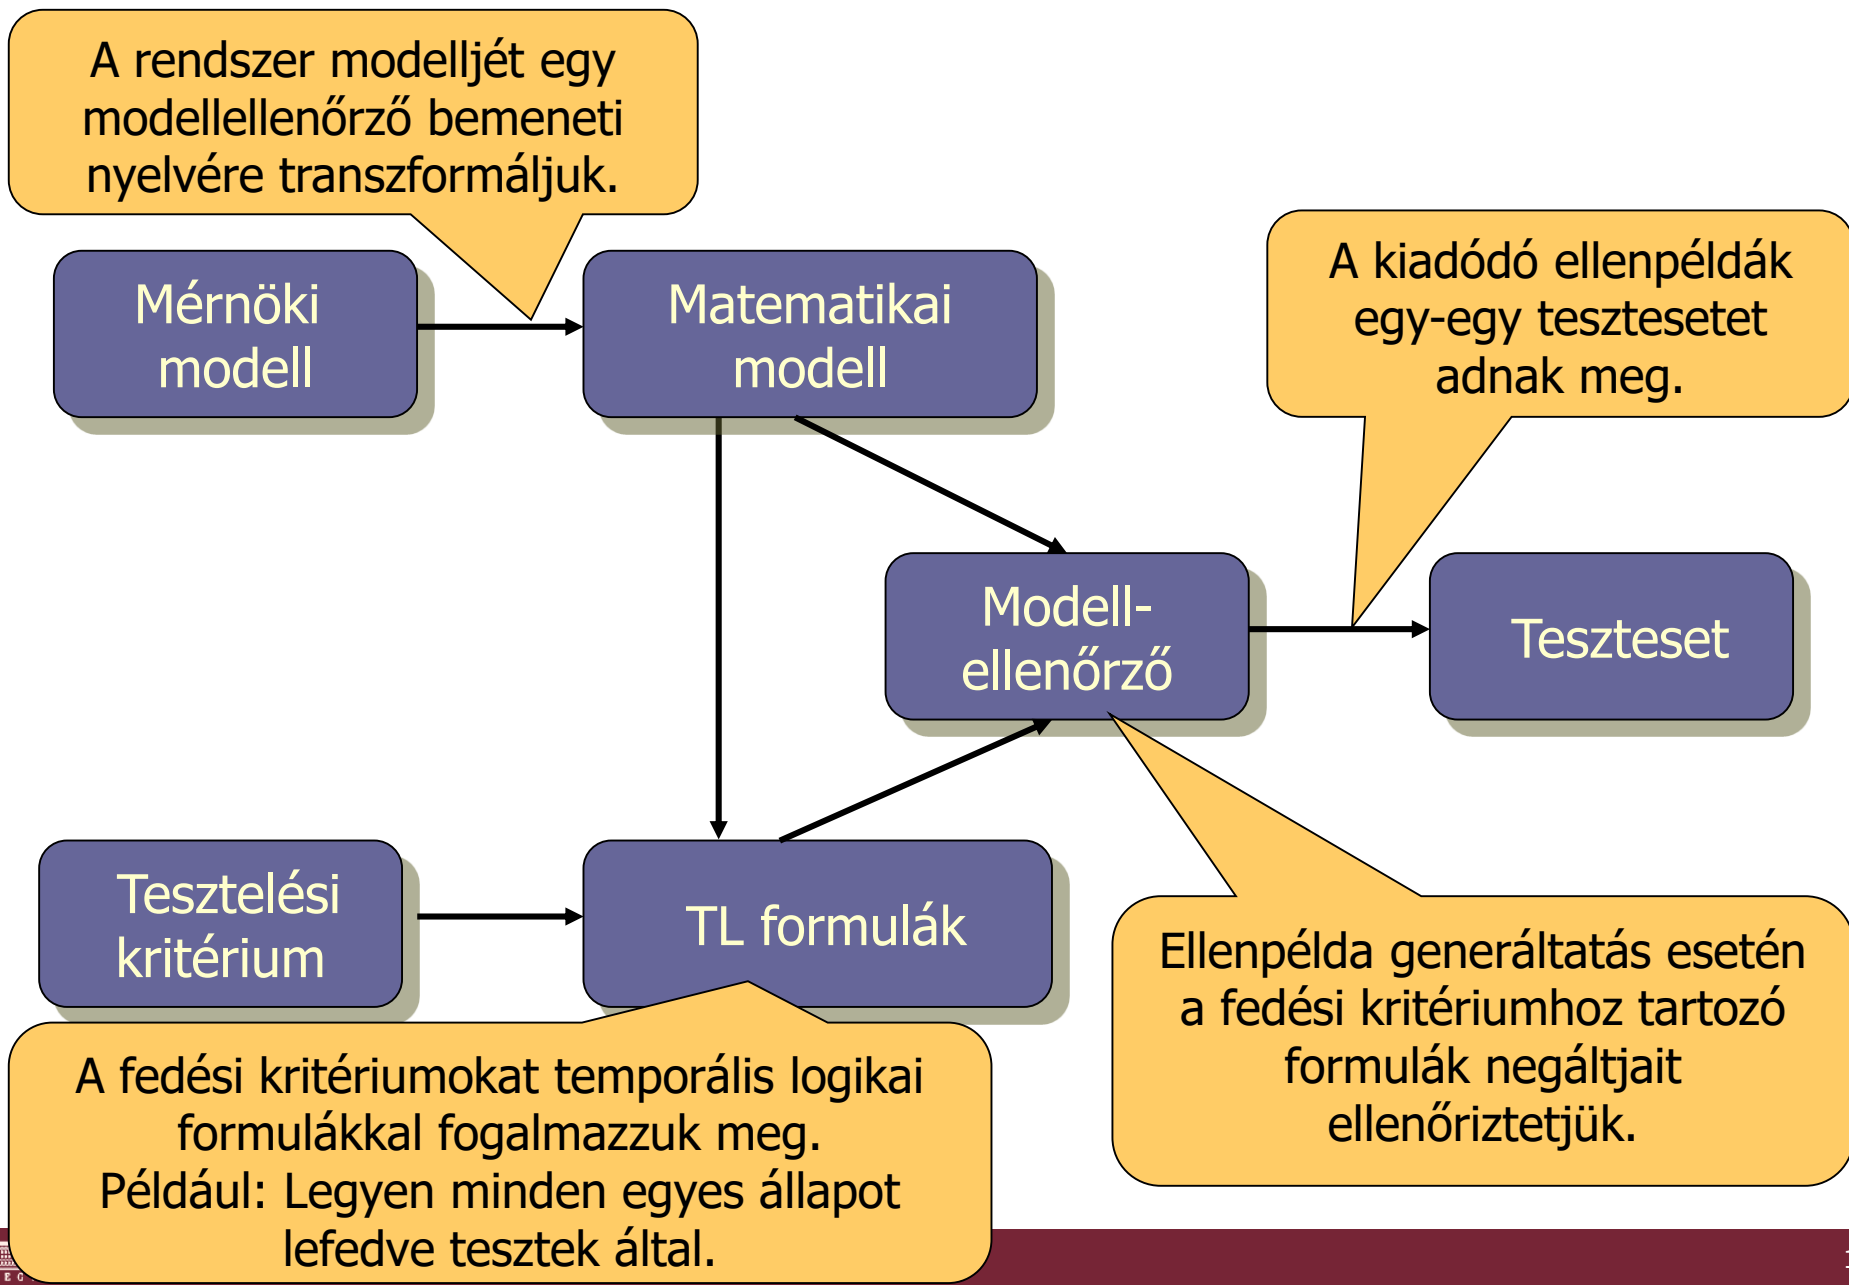 A rendszer modelljét egy
modellellenőrző bemeneti
nyelvére transzformáljuk.
Mérnöki
modell
Matematikai
modell
A kiadódó ellenpéldák
egy-egy tesztesetet
adnak meg.
Modell-
ellenőrző
Teszteset
Tesztelési
kritérium
TL formulák
Ellenpélda generáltatás esetén
a fedési kritériumhoz tartozó
formulák negáltjait
ellenőriztetjük.
A fedési kritériumokat temporális logikai
formulákkal fogalmazzuk meg.
Például: Legyen minden egyes állapot
lefedve tesztek által.